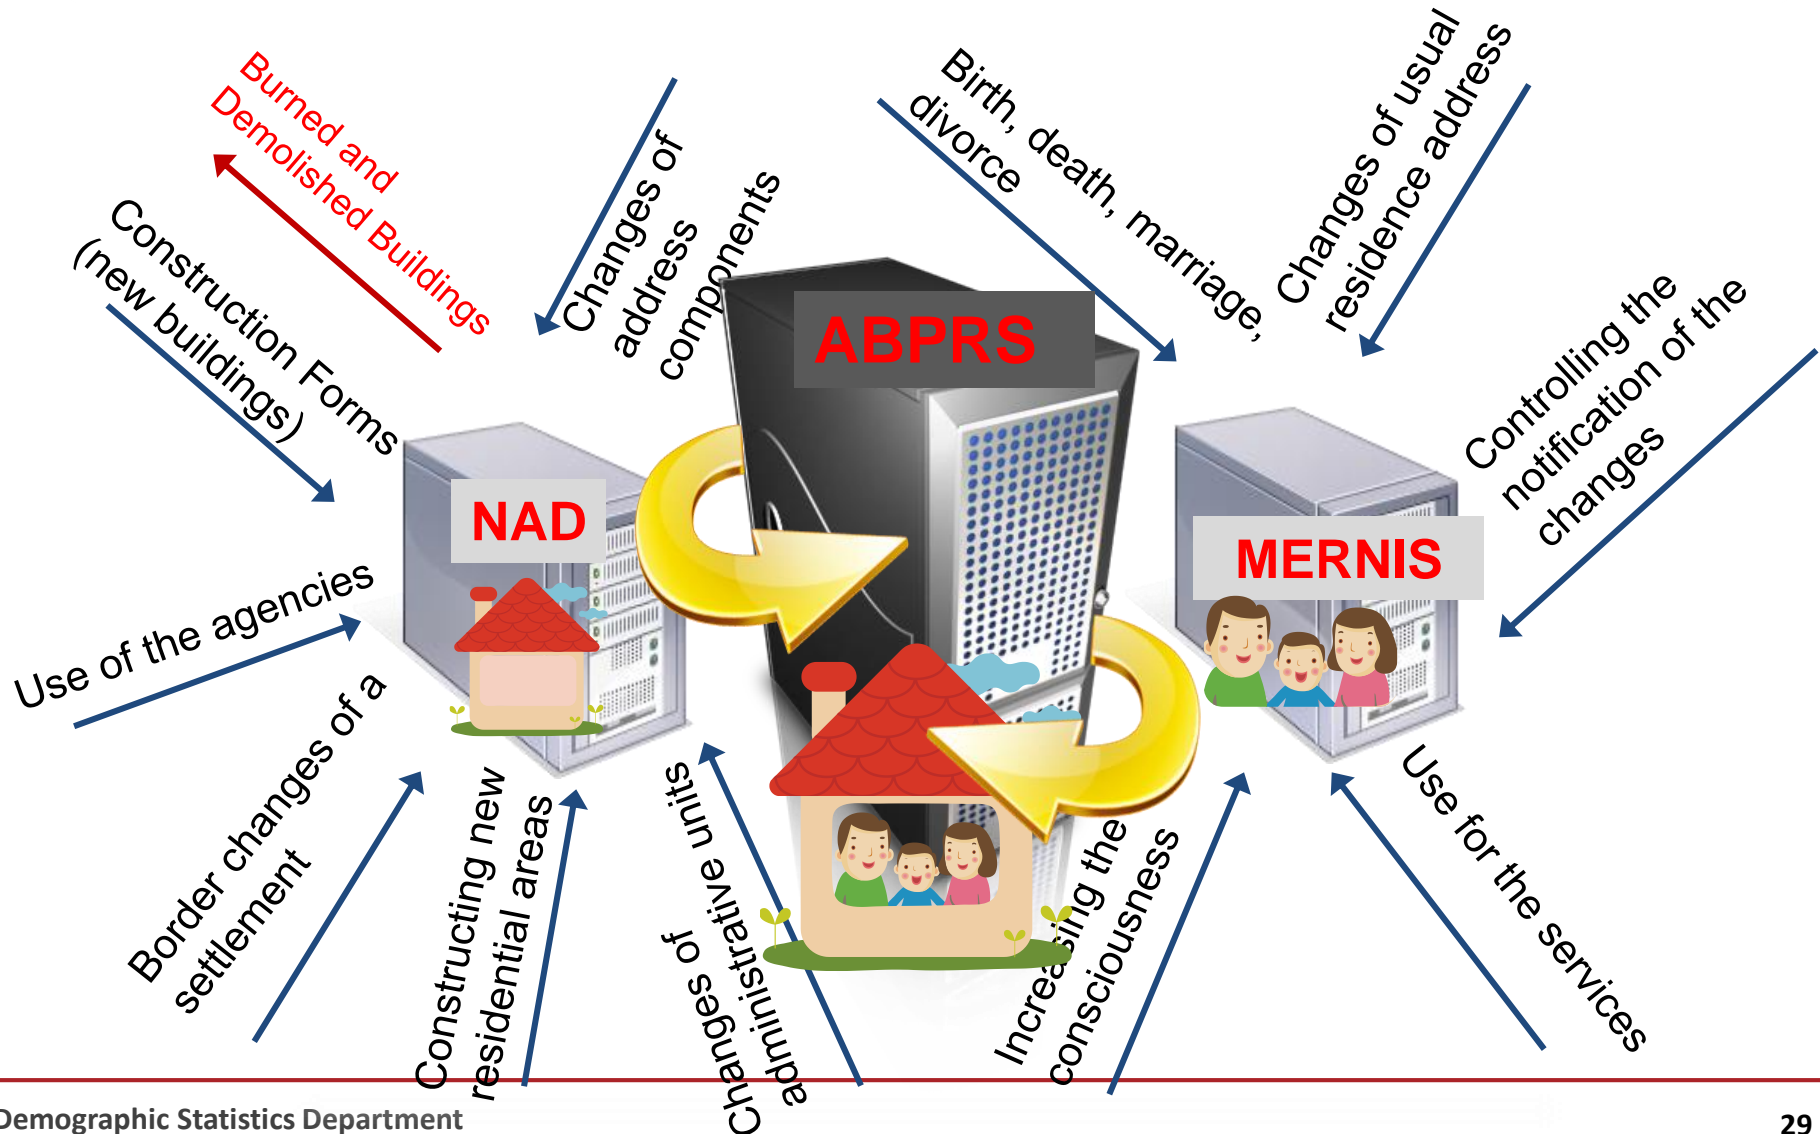 Burned and
Demolished Buildings
Construction Forms
(new buildings)
Changes of
address
components
Birth, death, marriage,
divorce
Changes of usual
residence address
Controlling the
notification of the
changes
ABPRS
NAD
MERNIS
Use of the agencies
Border changes of a
settlement
Constructing new
residential areas
Changes of
administrative units
Increasing the
consciousness
Use for the services
Demographic Statistics Department
29